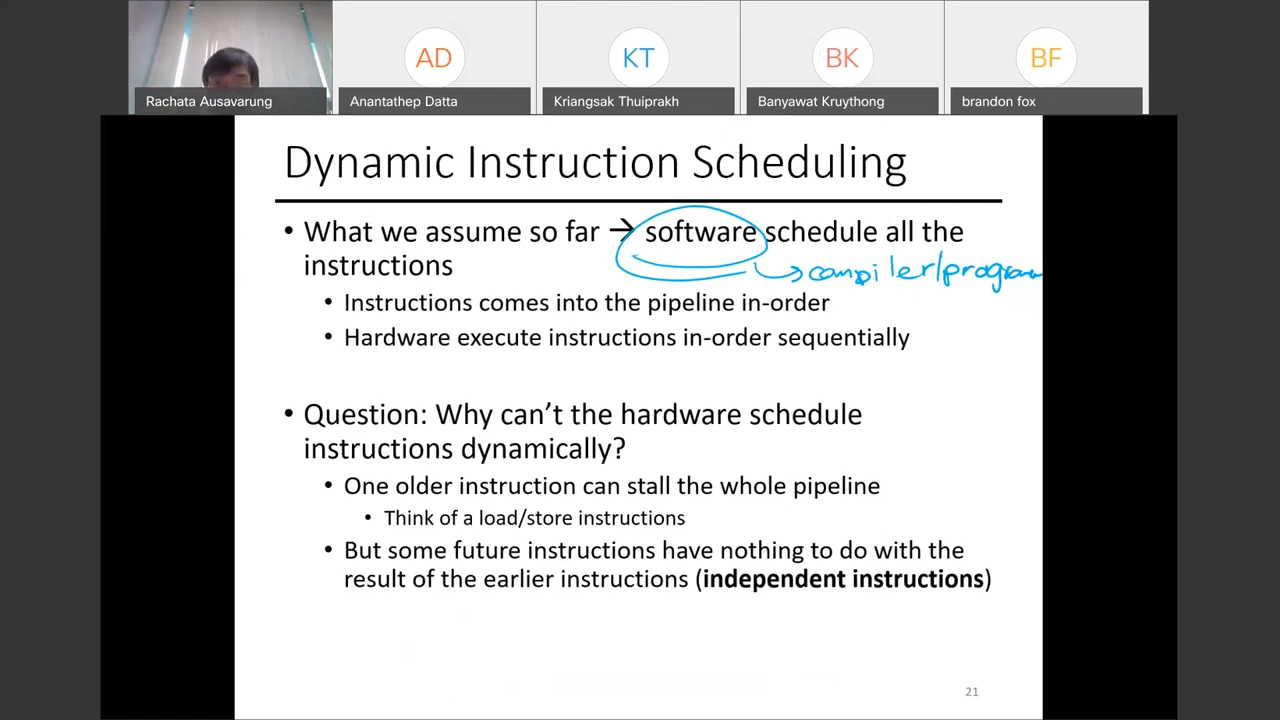 AD
KT
BK
BF
Rachata Ausavarung
Anantathep Datta
Kriangsak Thuiprakh
Banyawat Kruythong
brandon fox
Dynamic Instruction Scheduling
• What we assume so far → software schedule all the
instructions
compiler/program
• Instructions comes into the pipeline in-order
• Hardware execute instructions in-order sequentially
• Question: Why can’t the hardware schedule
instructions dynamically?
• One older instruction can stall the whole pipeline
• Think of a load/store instructions
• But some future instructions have nothing to do with the
result of the earlier instructions (independent instructions)
21